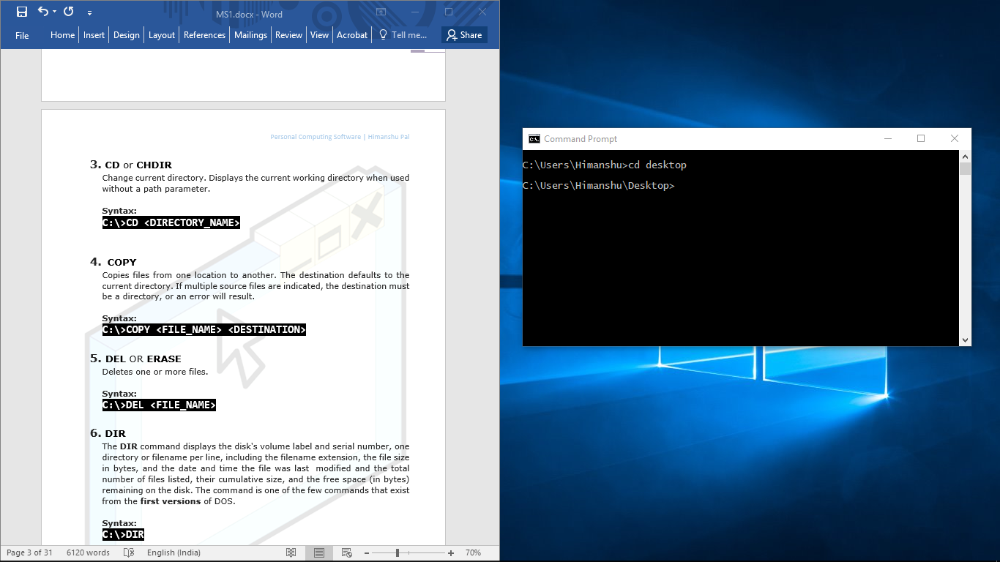 MS1.docx - Word
File Home Insert Design Layout References Mailings Review View Acrobat Tell me... Share
Personal Computing Software | Himanshu Pal
3. CD or CHDIR
Change current directory. Displays the current working directory when used
without a path parameter.
Syntax:
C:\>CD <DIRECTORY_NAME>
4. COPY
Copies files from one location to another. The destination defaults to the
current directory. If multiple source files are indicated, the destination must
be a directory, or an error will result.
Syntax:
C:\>COPY <FILE_NAME> <DESTINATION>
5. DEL OR ERASE
Deletes one or more files.
Syntax:
C:\>DEL <FILE_NAME>
6. DIR
The DIR command displays the disk's volume label and serial number, one
directory or filename per line, including the filename extension, the file size
in bytes, and the date and time the file was last modified and the total
number of files listed, their cumulative size, and the free space (in bytes)
remaining on the disk. The command is one of the few commands that exist
from the first versions of DOS.
Syntax:
C:\>DIR
Page 3 of 31 6120 words English (India) 70%
Command Prompt
C:\Users\Himanshu>cd desktop
C:\Users\Himanshu\Desktop>